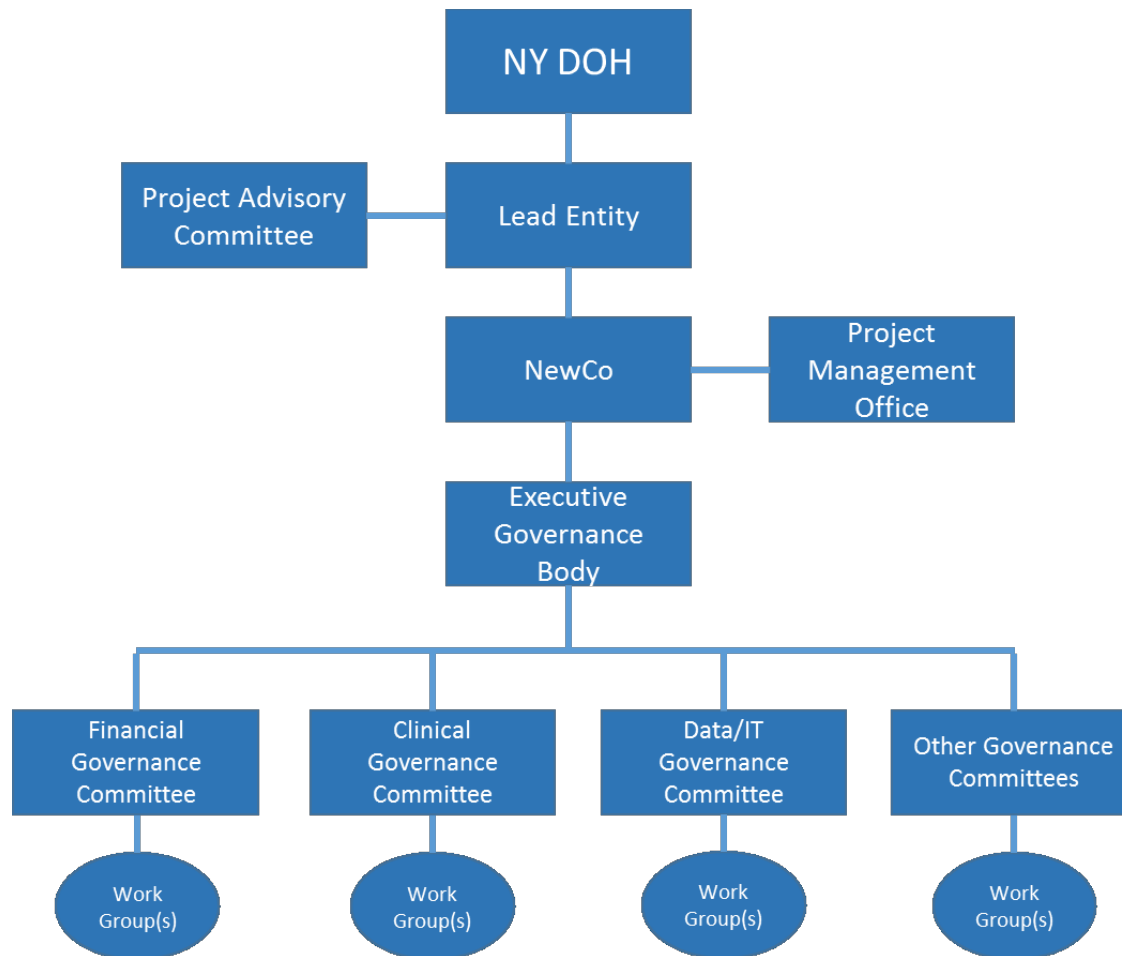 NY DOH
Project Advisory
Committee
Lead Entity
NewCo
Project
Management
Office
Executive
Governance
Body
Financial
Governance
Committee
Clinical
Governance
Committee
Data/IT
Governance
Committee
Other Governance
Committees
Work
Group(s)
Work
Group(s)
Work
Group(s)
Work
Group(s)